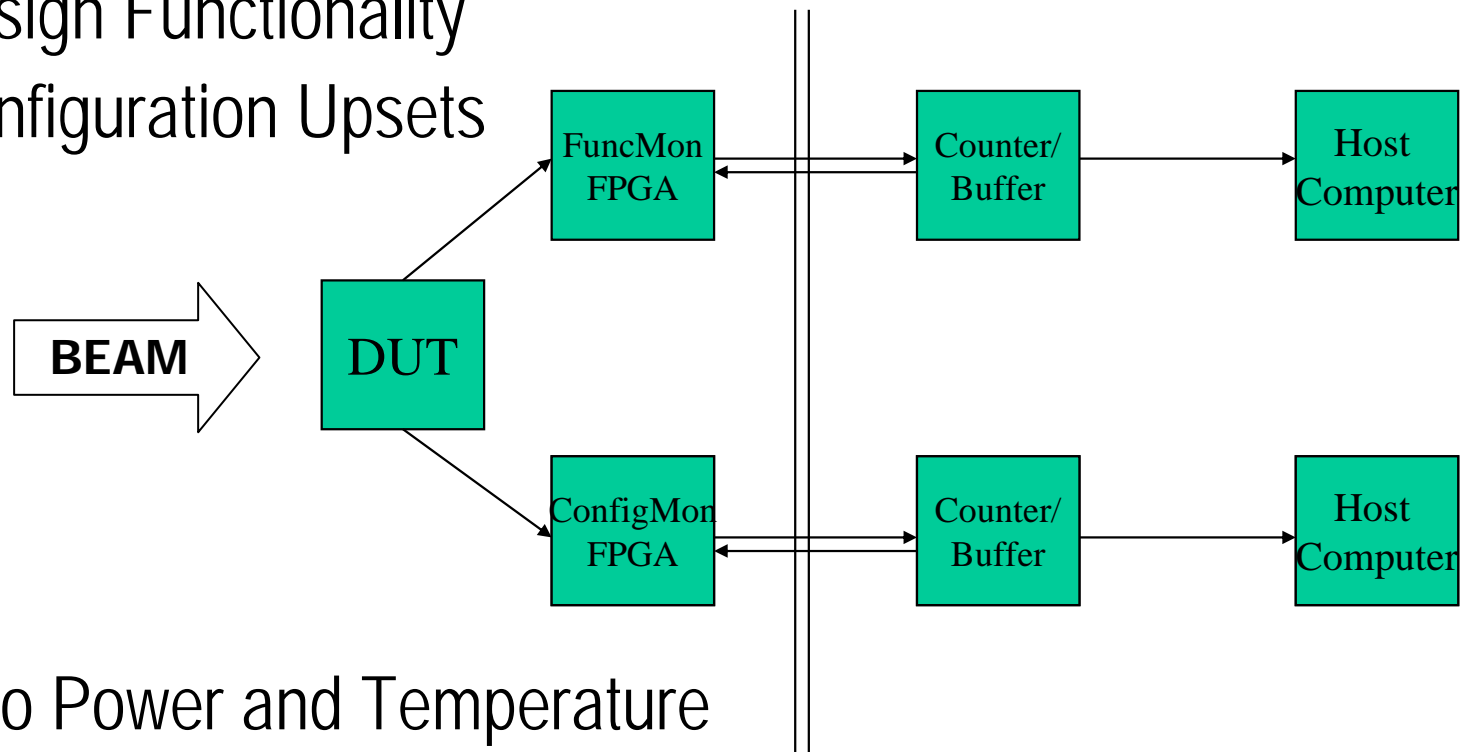 sign Functionality
nfiguration Upsets
FuncMon
FPGA
Counter/
Buffer
Host
Computer
BEAM
DUT
ConfigMon
FPGA
Counter/
Buffer
Host
Computer
o Power and Temperature